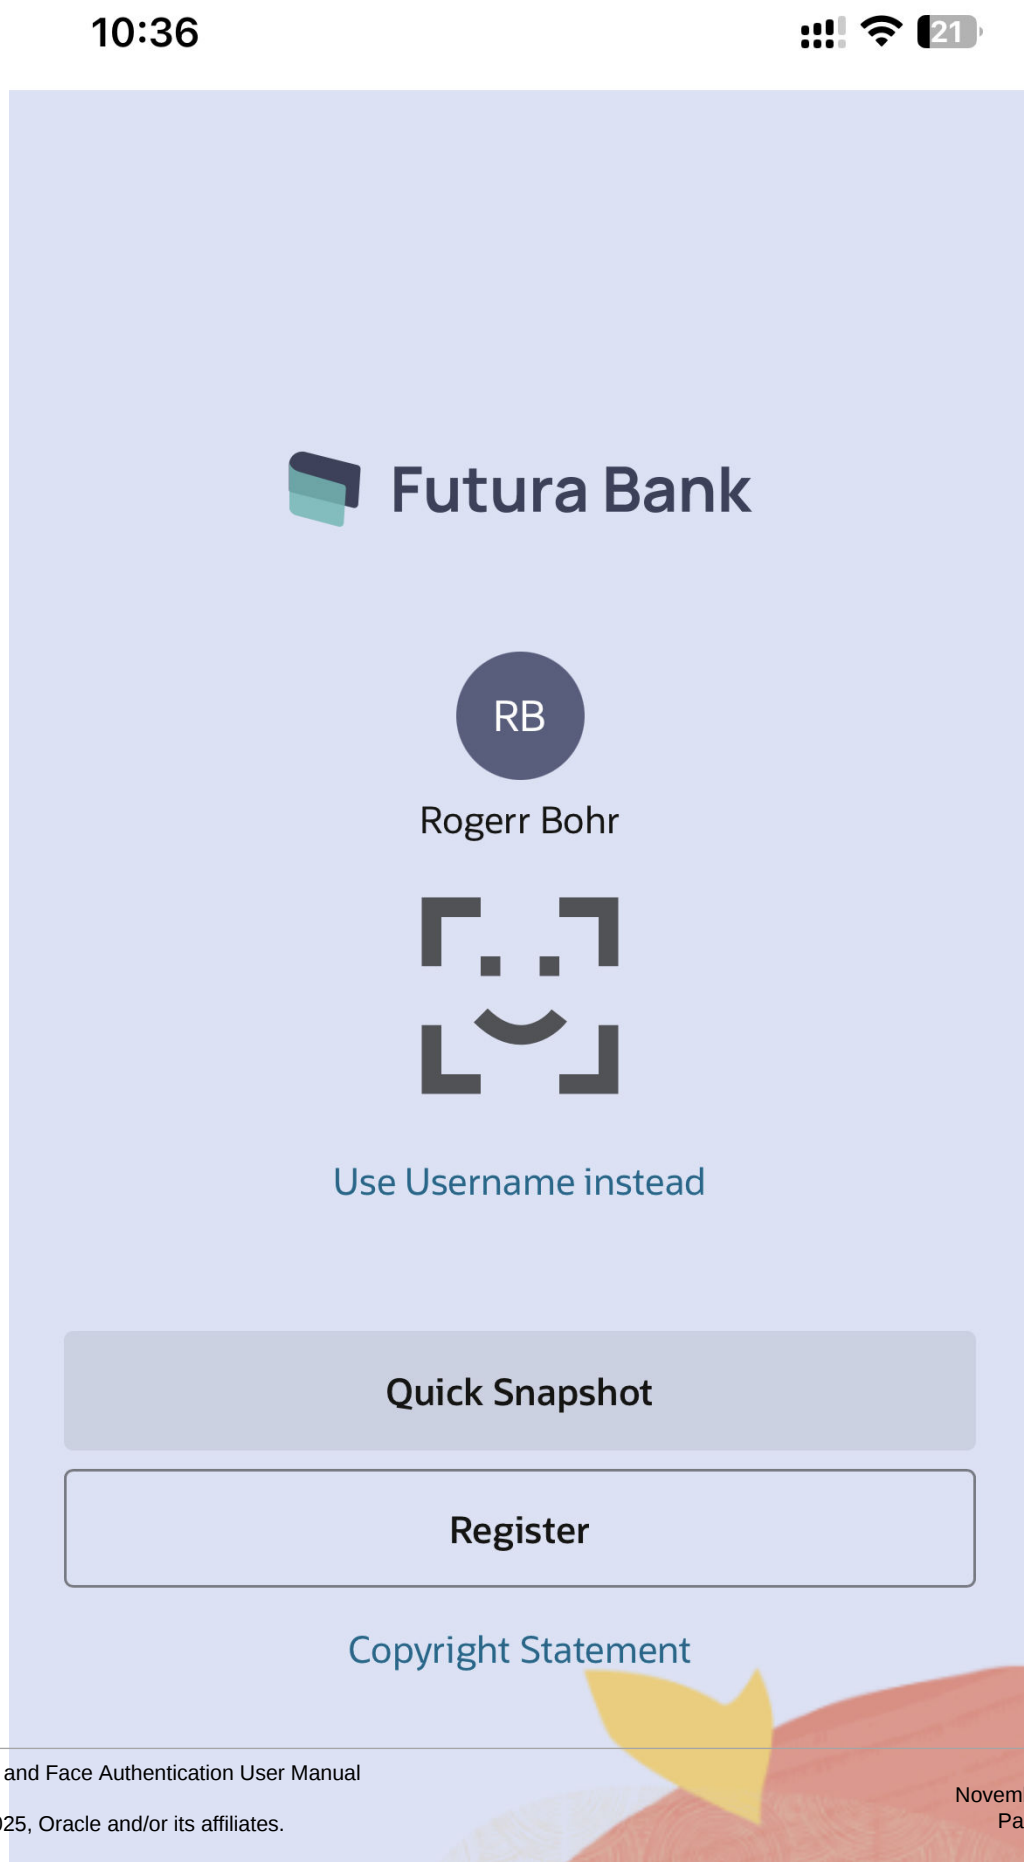 10:36
21
Futura Bank
RB
Rogerr Bohr
Use Username instead
Quick Snapshot
Register
Copyright Statement
and Face Authentication User Manual
25, Oracle and/or its affiliates.
Novem
Pa